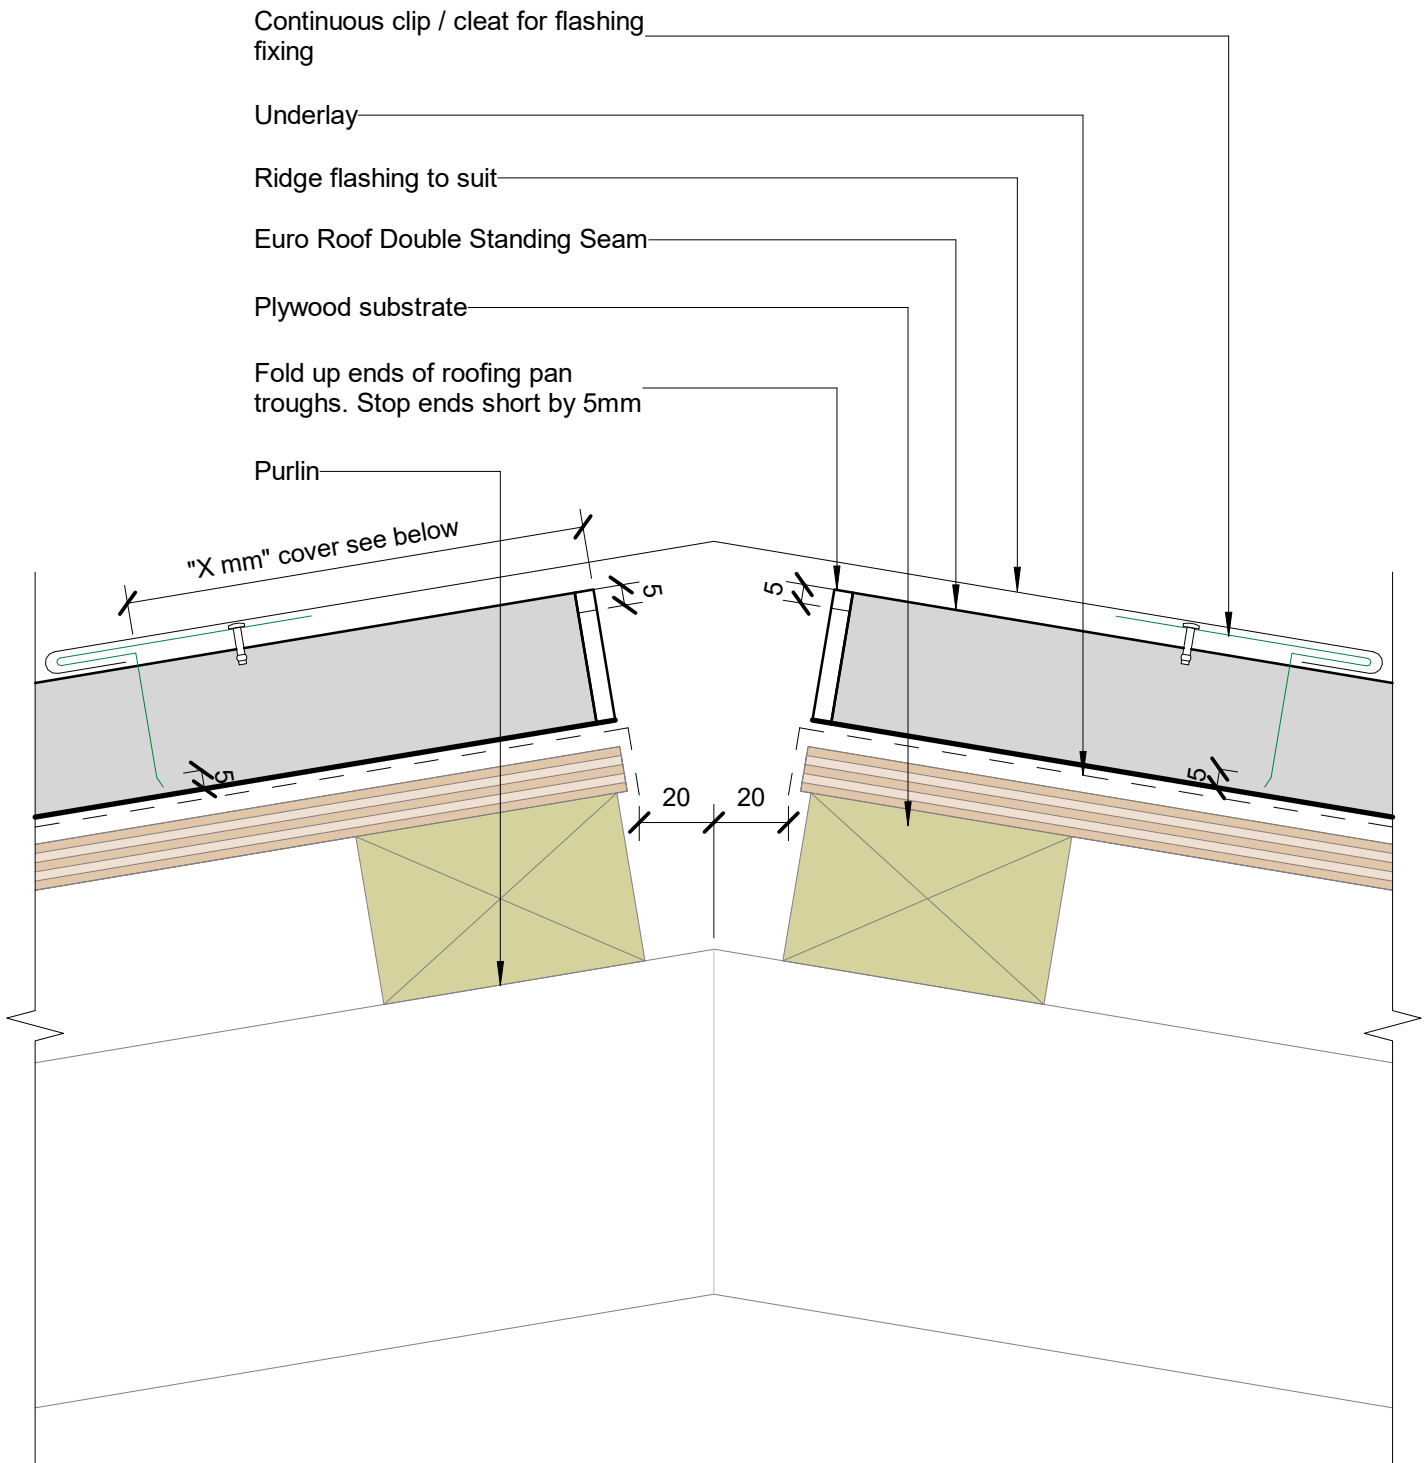 Continuous clip / cleat for flashing
fixing
Underlay
Ridge flashing to suit
Euro Roof Double Standing Seam
Plywood substrate
Fold up ends of roofing pan
troughs. Stop ends short by 5mm
Purlin
"X mm" cover see below
5
5
5
5
20
20